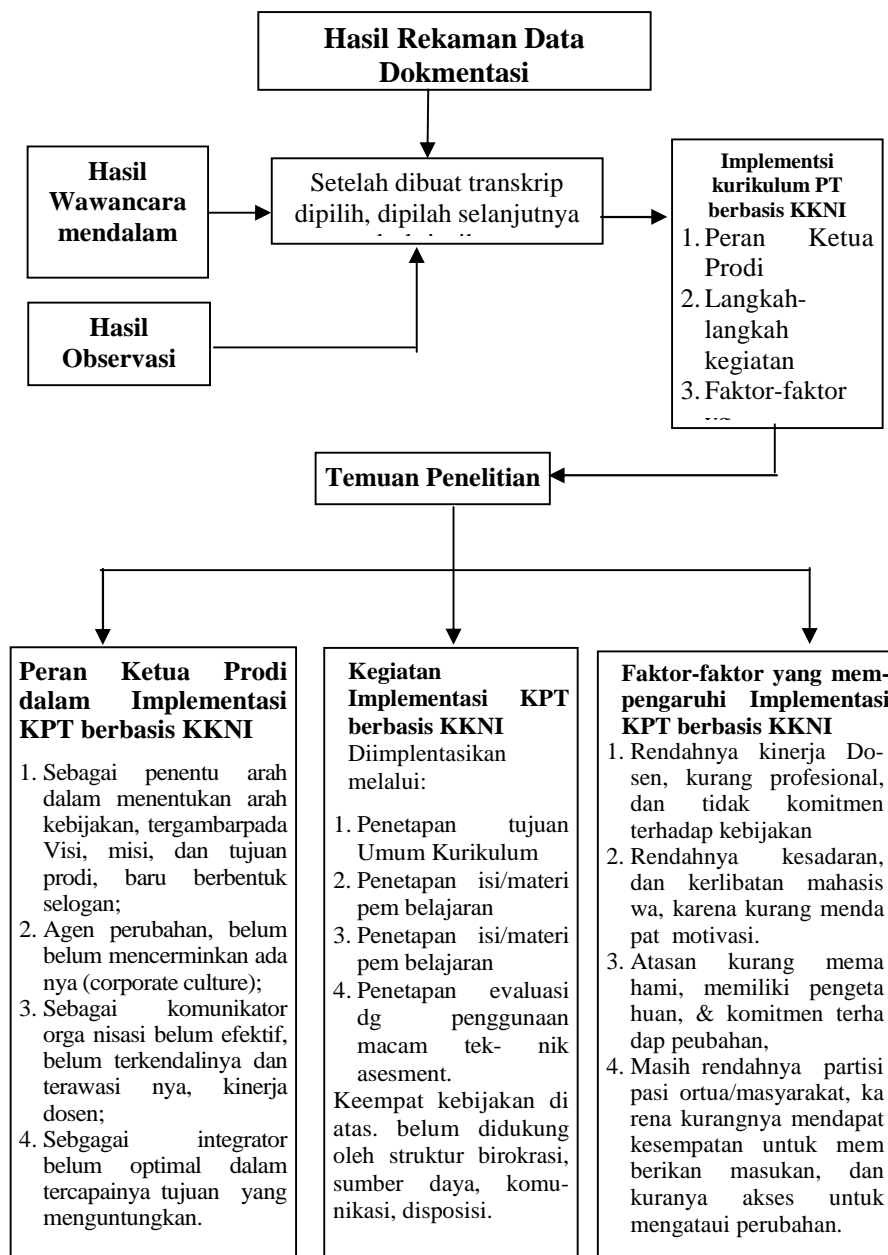 Hasil Rekaman Data
Dokmentasi
Hasil
Wawancara
mendalam
Setelah dibuat transkrip
dipilih, dipilah selanjutnya
Implementsi
kurikulum PT
berbasis KKNI
1. Peran Ketua
Prodi
2. Langkah-
langkah
kegiatan
3. Faktor-faktor
Hasil
Observasi
Temuan Penelitian
Peran Ketua Prodi
dalam Implementasi
KPT berbasis KKNI
1. Sebagai penentu arah
dalam menentukan arah
kebijakan, tergambarpada
Visi, misi, dan tujuan
prodi, baru berbentuk
selogan;
2. Agen perubahan, belum
belum mencerminkan ada
nya (corporate culture);
3. Sebagai komunikator
orga nisasi belum efektif,
belum terkendalinya dan
terawasi nya, kinerja
dosen;
4. Sebgagai integrator
belum optimal dalam
tercapainya tujuan yang
menguntungkan.
Kegiatan
Implementasi KPT
berbasis KKNI
Diimplentasikan
melalui:
1. Penetapan tujuan
Umum Kurikulum
2. Penetapan isi/materi
pem belajaran
3. Penetapan isi/materi
pem belajaran
4. Penetapan evaluasi
dg penggunaan
macam tek- nik
asesment.
Keempat kebijakan di
atas. belum didukung
oleh struktur birokrasi,
sumber daya, komu-
nikasi, disposisi.
Faktor-faktor yang mem-
pengaruhi Implementasi
KPT berbasis KKNI
1. Rendahnya kinerja Do-
sen, kurang profesional,
dan tidak komitmen
terhadap kebijakan
2. Rendahnya kesadaran,
dan kerlibatan mahasis
wa, karena kurang menda
pat motivasi.
3. Atasan kurang mema
hami, memiliki pengeta
huan, & komitmen terha
dap peubahan,
4. Masih rendahnya partisi
pasi ortua/masyarakat, ka
rena kurangnya mendapat
kesempatan untuk mem
berikan masukan, dan
kuranya akses untuk
mengataui perubahan.